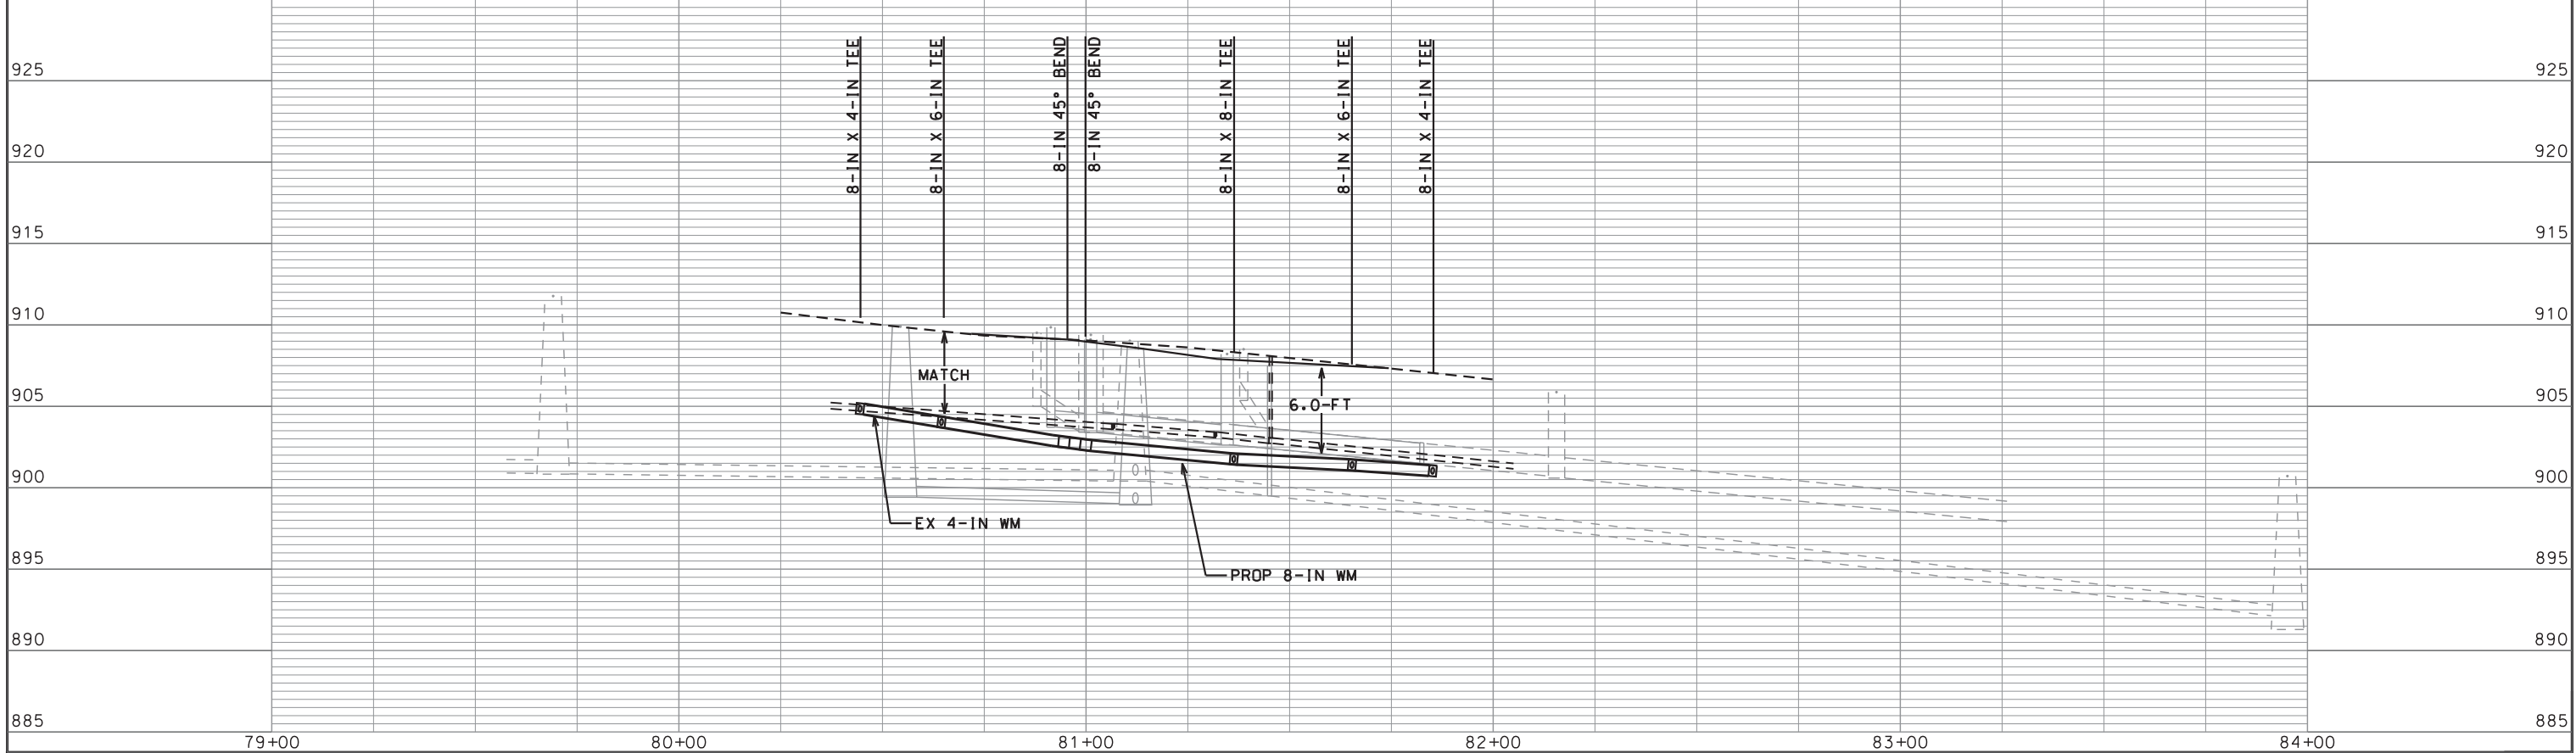 8-IN X 4-IN TEE
8-IN X 6-IN TEE
8-IN 45° BEND
8-IN 45° BEND
8-IN X 8-IN TEE
8-IN X 6-IN TEE
8-IN X 4-IN TEE
925 925
920 920
915 915
910 910
MATCH
905 905
6.0-FT
900 900
EX 4-IN WM
895 895
PROP 8-IN WM
890 890
885 885
79+00 80+00 81+00 82+00 83+00 84+00